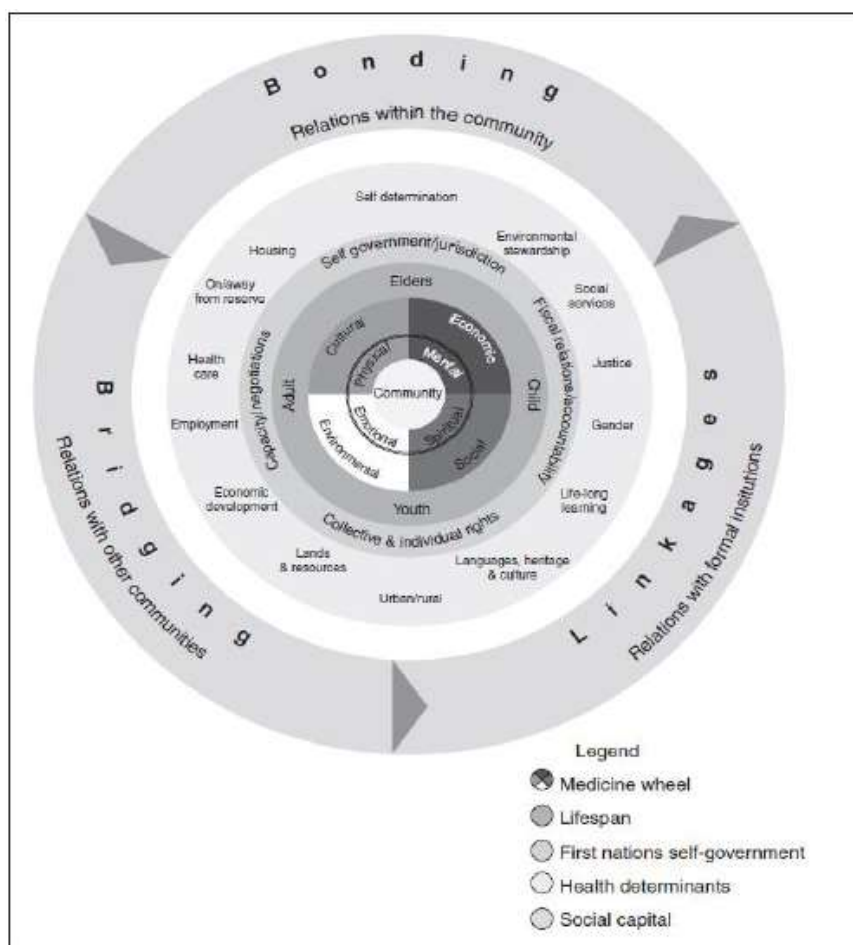 Bonding
Relations within the community
Self determination
Housing
Environmental
stewardship
Self government/jurisdiction
On/away
from reserve
Social
services
Elders
Cultural
Economic
Physical
Mental
Health
care
Justice
Capacity/negotiations
Adult
Community
Child
Fiscal relations/accountability
Employment
Gender
Emotional
Spiritual
Environmental
Social
Economic
development
Life-long
learning
Youth
Collective & individual rights
Lands
& resources
Languages, heritage
& culture
Urban/rural
Bridging
Relations with other communities
Linkages
Relations with formal insitutions
Legend
Medicine wheel
Lifespan
First nations self-government
Health determinants
Social capital